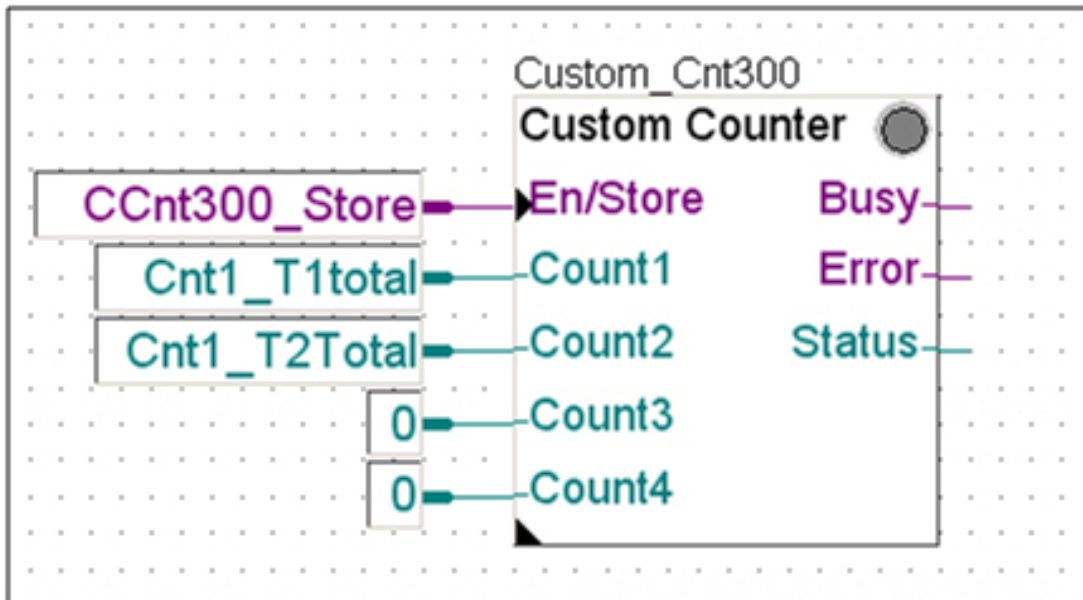 Custom_Cnt300
Custom Counter
CCnt300_Store En/Store Busy
Cnt1_T1total Count1 Error
Cnt1_T2Total Count2 Status
0 Count3
0 Count4